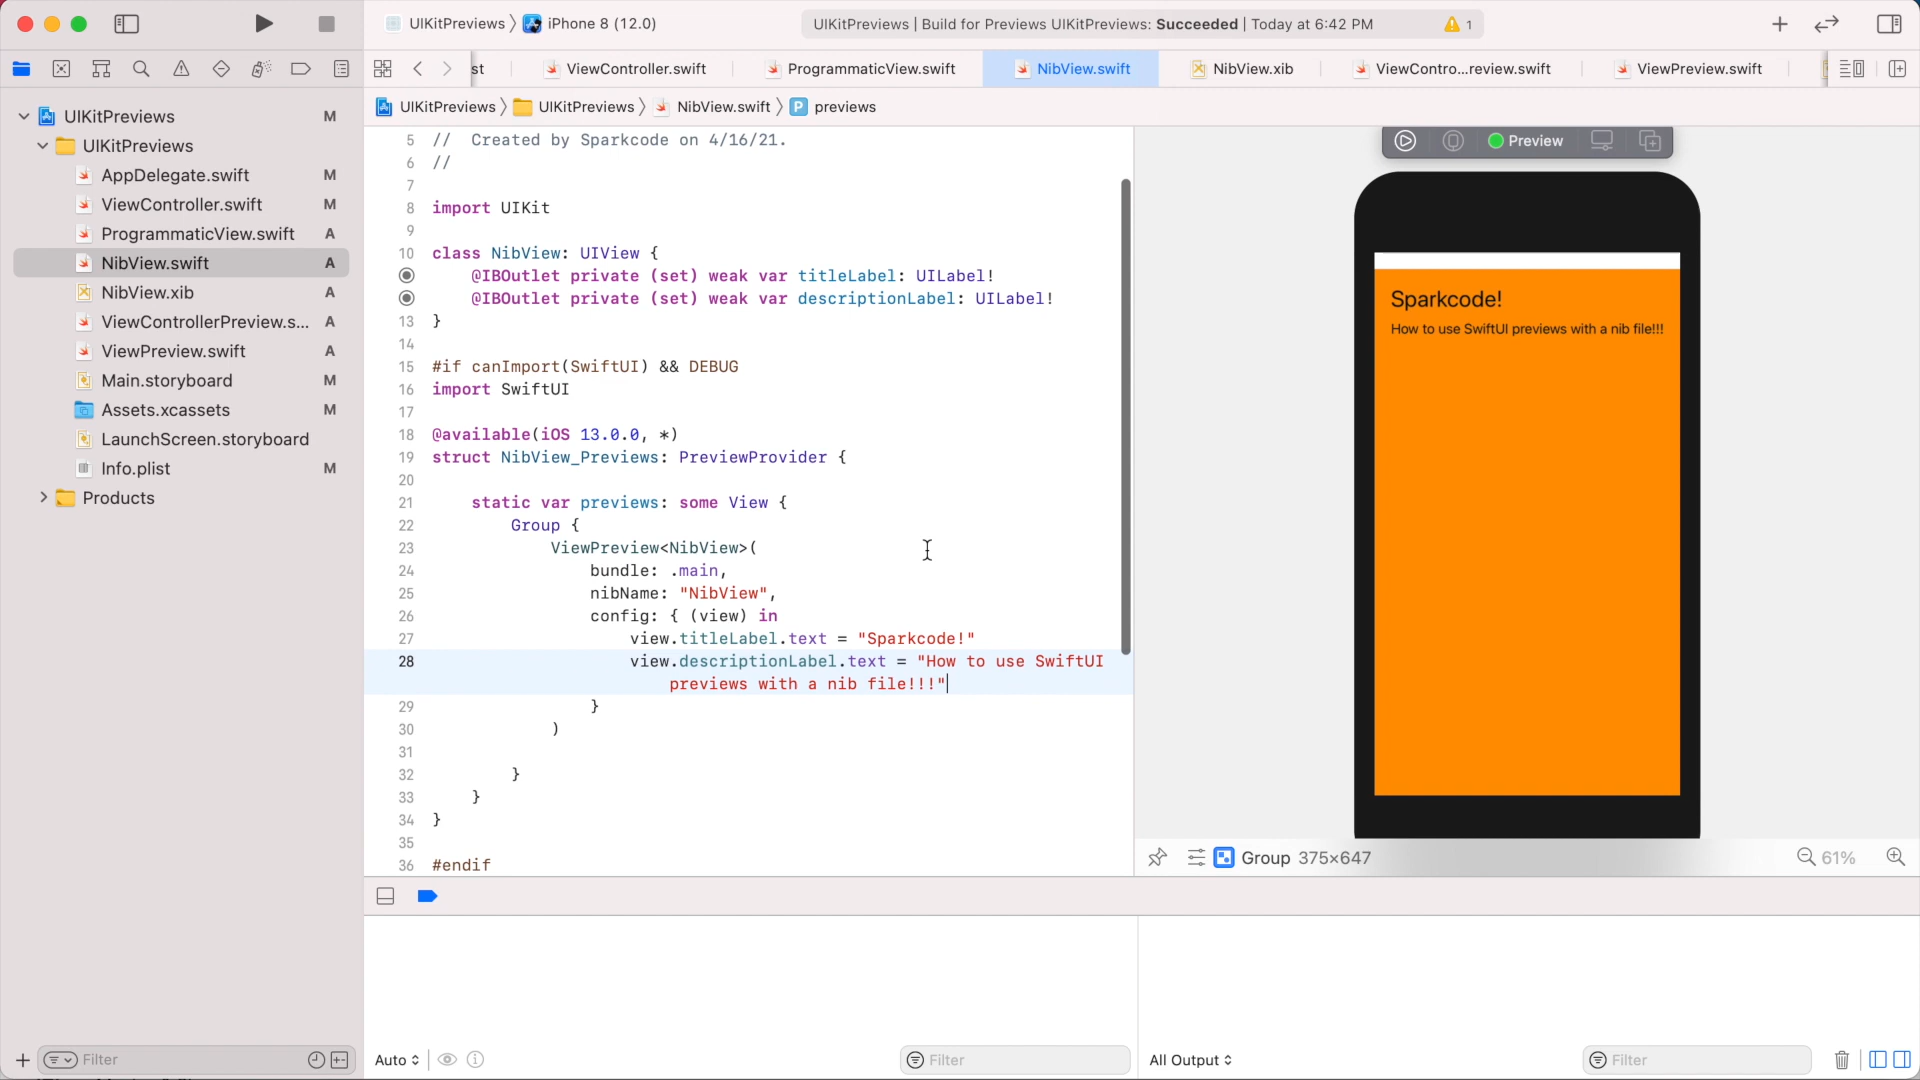 UIKitPreviews
iPhone 8 (12.0)
UIKitPreviews | Build for Previews UIKitPreviews: Succeeded | Today at 6:42 PM
1
st
ViewController.swift
ProgrammaticView.swift
NibView.swift
NibView.xib
ViewContro...review.swift
ViewPreview.swift
UIKitPreviews
UIKitPreviews
NibView.swift
P previews
UIKitPreviews M
UIKitPreviews
AppDelegate.swift M
ViewController.swift M
ProgrammaticView.swift A
NibView.swift A
NibView.xib A
ViewControllerPreview.s... A
ViewPreview.swift A
Main.storyboard M
Assets.xcassets M
LaunchScreen.storyboard
Info.plist M
Products
5 // Created by Sparkcode on 4/16/21.
6 //
7
8 import UIKit
9
10 class NibView: UIView {
@IBOutlet private (set) weak var titleLabel: UILabel!
@IBOutlet private (set) weak var descriptionLabel: UILabel!
13 }
14
15 #if canImport(SwiftUI) && DEBUG
16 import SwiftUI
17
18 @available(iOS 13.0.0, *)
19 struct NibView_Previews: PreviewProvider {
20
21 static var previews: some View {
22 Group {
23 ViewPreview<NibView>(
24 bundle: .main,
25 nibName: "NibView",
26 config: { (view) in
27 view.titleLabel.text = "Sparkcode!"
28 view.descriptionLabel.text = "How to use SwiftUI
previews with a nib file!!!"
29 }
30 )
31
32 }
33 }
34 }
35
36 #endif
Preview
Sparkcode!
How to use SwiftUI previews with a nib file!!!
Group 375×647
61%
Filter
Auto
Filter
All Output
Filter